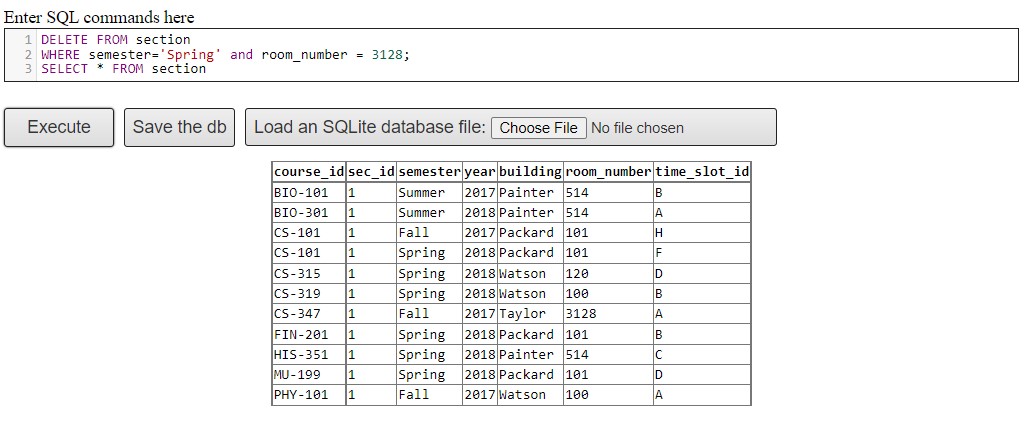 Enter SQL commands here
1 DELETE FROM section
2 WHERE semester='Spring' and room_number = 3128;
3 SELECT * FROM section
Execute Save the db Load an SQLite database file: Choose File No file chosen
course_id sec_id semester year building room_number time_slot_id
BIO-101 1 Summer 2017 Painter 514 B
BIO-301 1 Summer 2018 Painter 514 A
CS-101 1 Fall 2017 Packard 101 H
CS-101 1 Spring 2018 Packard 101 F
CS-315 1 Spring 2018 Watson 120 D
CS-319 1 Spring 2018 Watson 100 B
CS-347 1 Fall 2017 Taylor 3128 A
FIN-201 1 Spring 2018 Packard 101 B
HIS-351 1 Spring 2018 Painter 514 C
MU-199 1 Spring 2018 Packard 101 D
PHY-101 1 Fall 2017 Watson 100 A